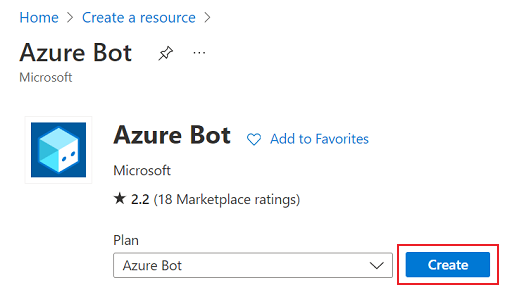 Home > Create a resource >
Azure Bot
Microsoft
Azure Bot
Add to Favorites
Microsoft
★ 2.2 (18 Marketplace ratings)
Plan
Azure Bot
Create